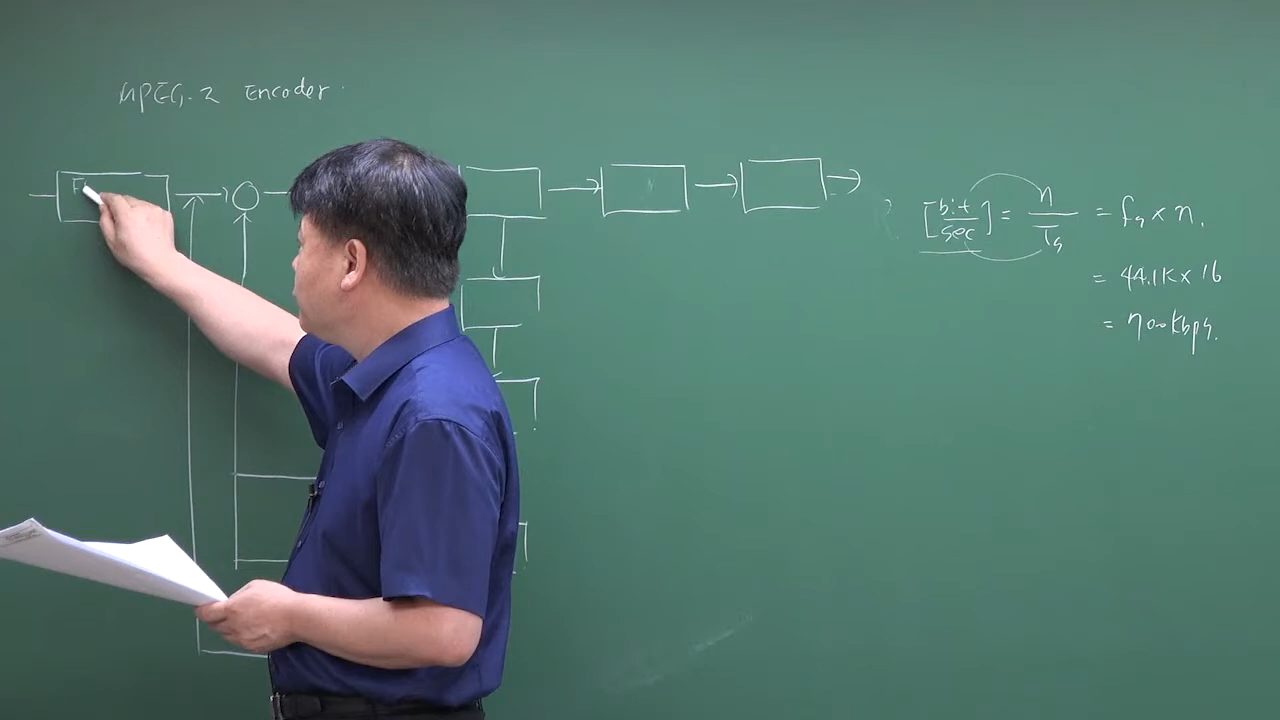 MPEG-2 Encoder
F
[bit/sec] = n/Ts = fs × n.
= 44.1K × 16
= 700kbps.